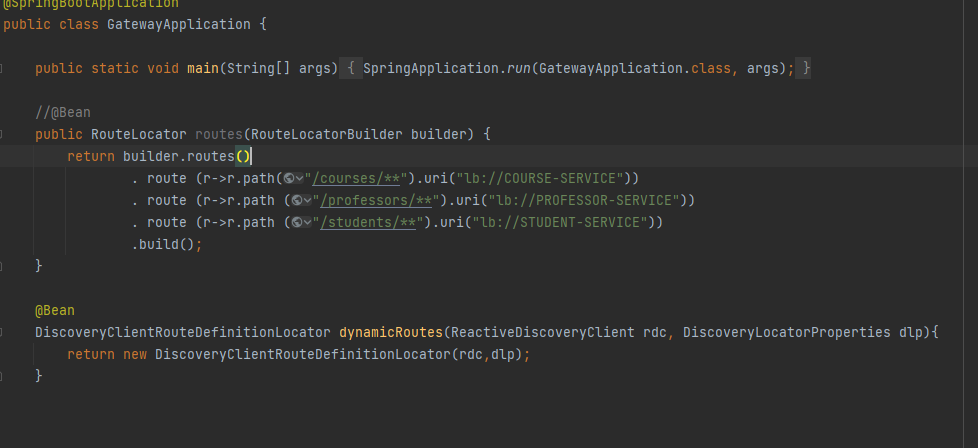 @SpringBootApplication
public class GatewayApplication {
public static void main(String[] args) { SpringApplication.run(GatewayApplication.class, args); }
//@Bean
public RouteLocator routes(RouteLocatorBuilder builder) {
return builder.routes()
. route (r->r.path("/courses/**").uri("lb://COURSE-SERVICE"))
. route (r->r.path ("/professors/**").uri("lb://PROFESSOR-SERVICE"))
. route (r->r.path ("/students/**").uri("lb://STUDENT-SERVICE"))
.build();
}
@Bean
DiscoveryClientRouteDefinitionLocator dynamicRoutes(ReactiveDiscoveryClient rdc, DiscoveryLocatorProperties dlp){
return new DiscoveryClientRouteDefinitionLocator(rdc,dlp);
}